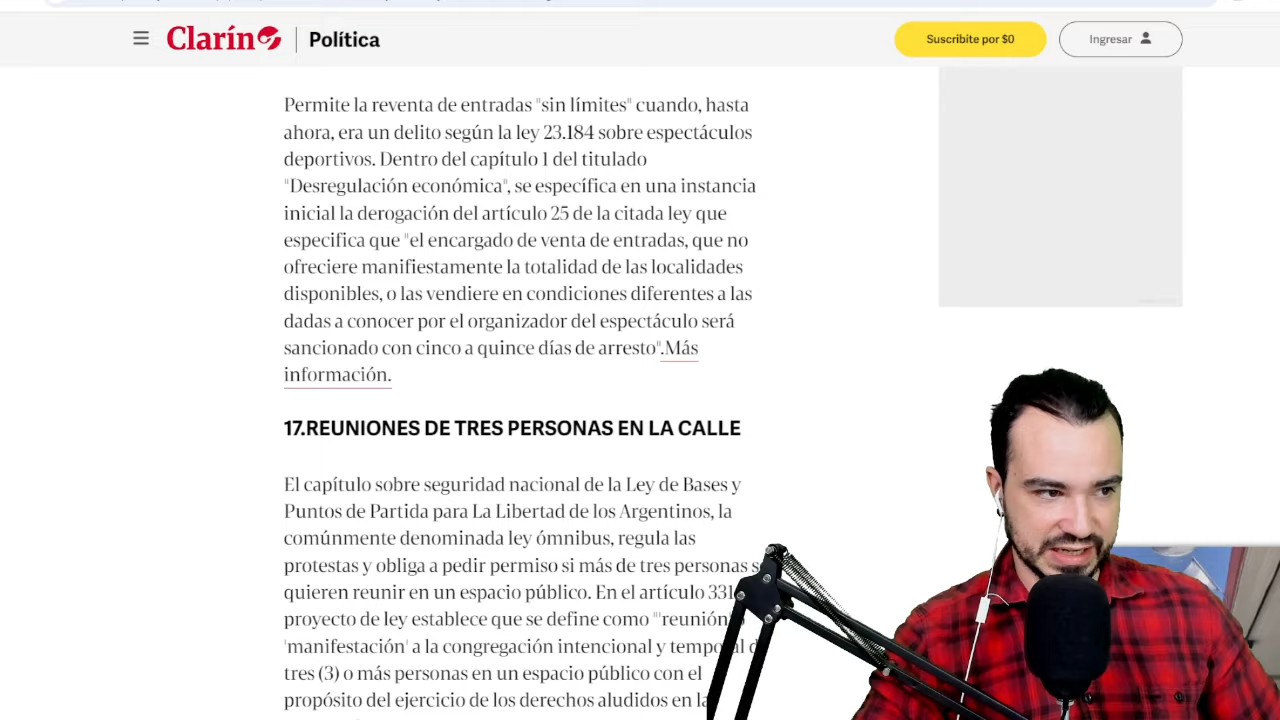 Clarín
Política
Suscribite por $0
Ingresar
Permite la reventa de entradas "sin límites" cuando, hasta
ahora, era un delito según la ley 23.184 sobre espectáculos
deportivos. Dentro del capítulo 1 del titulado
"Desregulación económica", se específica en una instancia
inicial la derogación del artículo 25 de la citada ley que
especifica que "el encargado de venta de entradas, que no
ofreciere manifiestamente la totalidad de las localidades
disponibles, o las vendiere en condiciones diferentes a las
dadas a conocer por el organizador del espectáculo será
sancionado con cinco a quince días de arresto".Más
información.
17.REUNIONES DE TRES PERSONAS EN LA CALLE
El capítulo sobre seguridad nacional de la Ley de Bases y
Puntos de Partida para La Libertad de los Argentinos, la
comúnmente denominada ley ómnibus, regula las
protestas y obliga a pedir permiso si más de tres personas
quieren reunir en un espacio público. En el artículo 331
proyecto de ley establece que se define como "'reunión
'manifestación' a la congregación intencional y temporal
tres (3) o más personas en un espacio público con el
propósito del ejercicio de los derechos aludidos en la